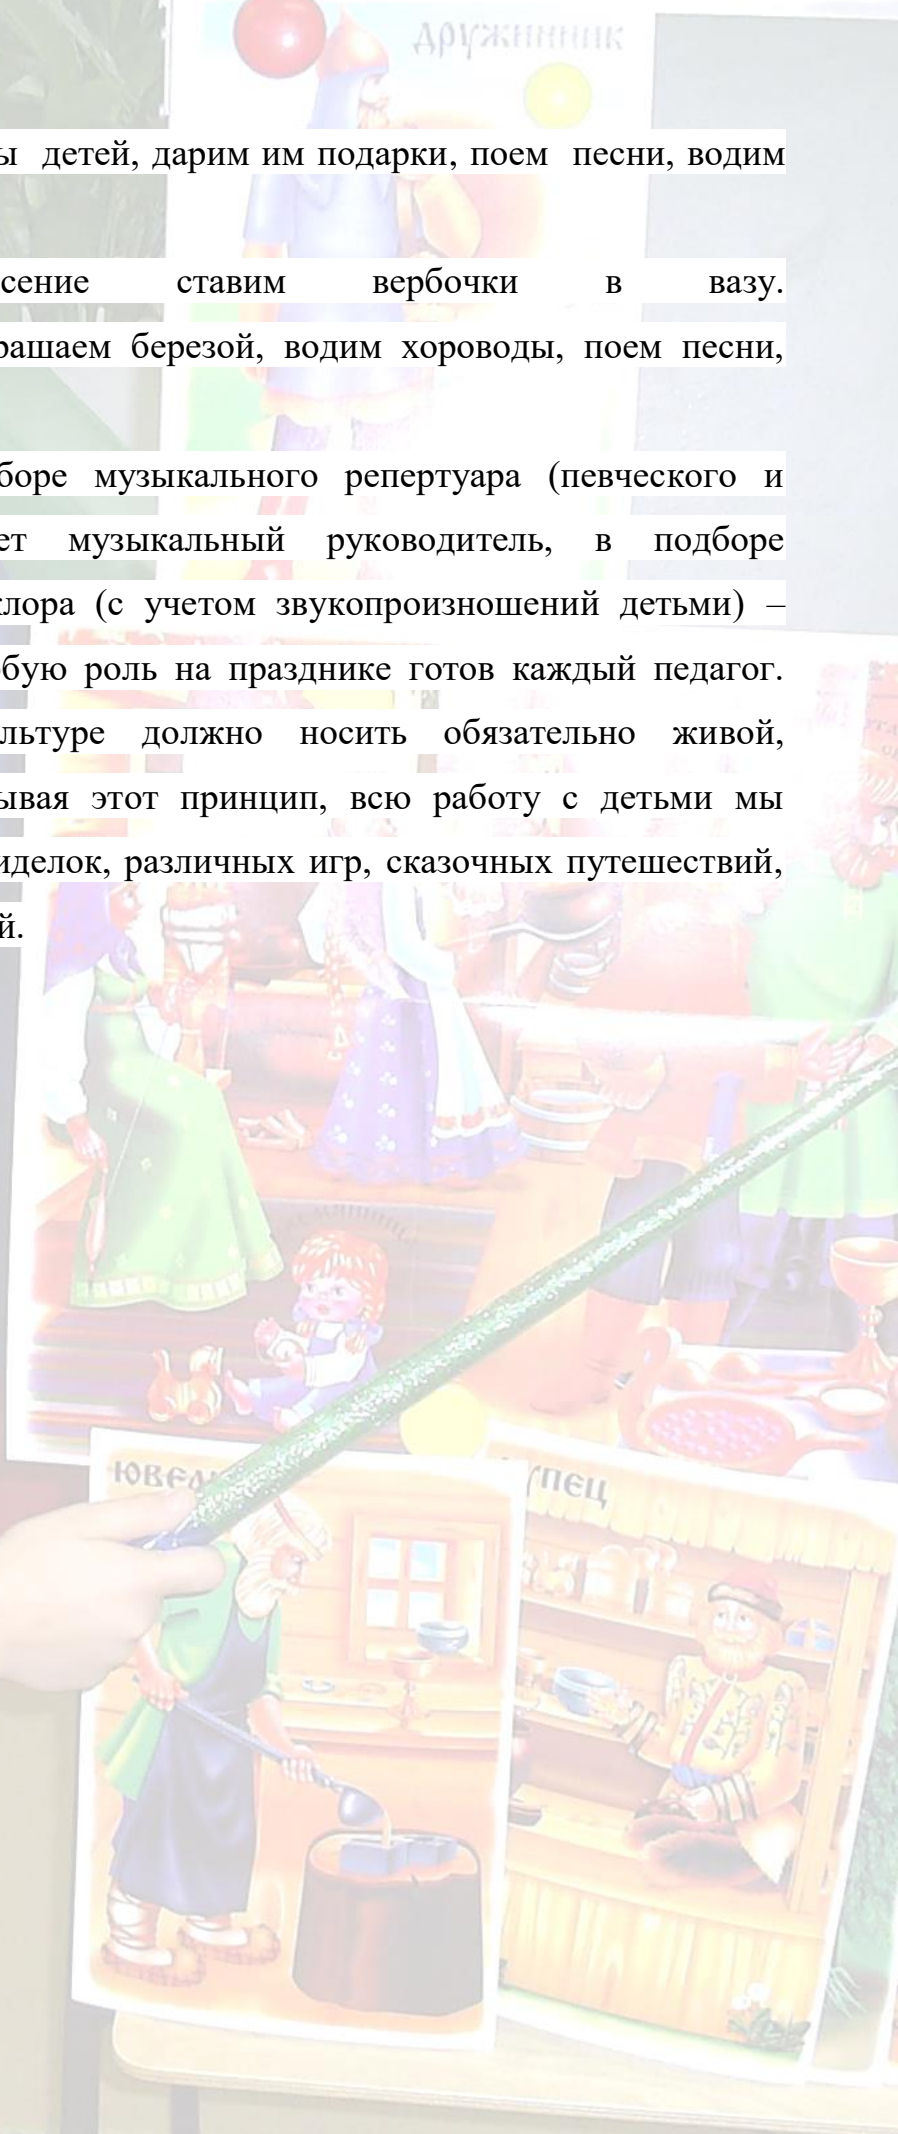 дружинник
ы детей, дарим им подарки, поем песни, водим
сение ставим вербочки в вазу.
рашаем березой, водим хороводы, поем песни,
боре музыкального репертуара (певческого и
ет музыкальный руководитель, в подборе
клора (с учетом звукопроизношений детьми) –
бую роль на празднике готов каждый педагог.
льтуре должно носить обязательно живой,
ывая этот принцип, всю работу с детьми мы
иделок, различных игр, сказочных путешествий,
й.
ювел
упец